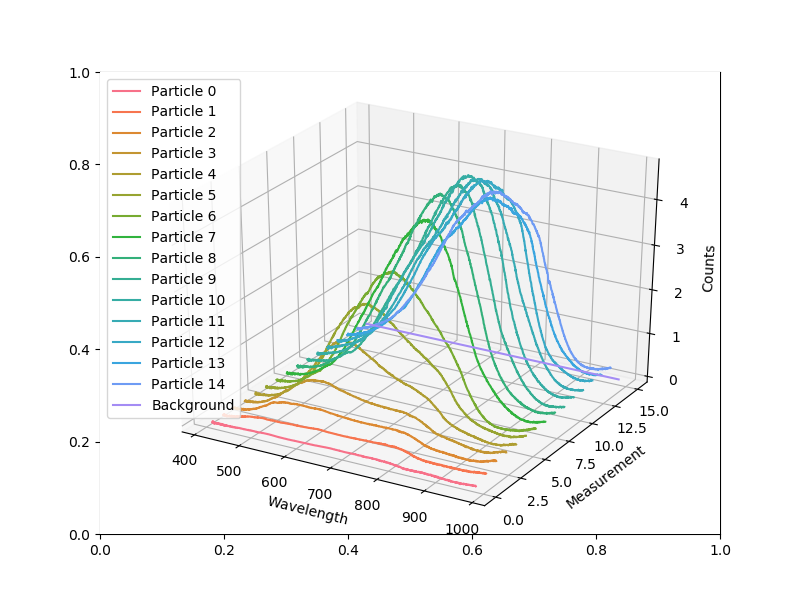 1.0
0.8
0.6
0.4
0.2
0.0
0.0
0.2
0.4
0.6
0.8
1.0
Particle 0
Particle 1
Particle 2
Particle 3
Particle 4
Particle 5
Particle 6
Particle 7
Particle 8
Particle 9
Particle 10
Particle 11
Particle 12
Particle 13
Particle 14
Background
400
500
600
700
800
900
1000
Wavelength
0.0
2.5
5.0
7.5
10.0
12.5
15.0
Measurement
4
3
2
1
0
Counts